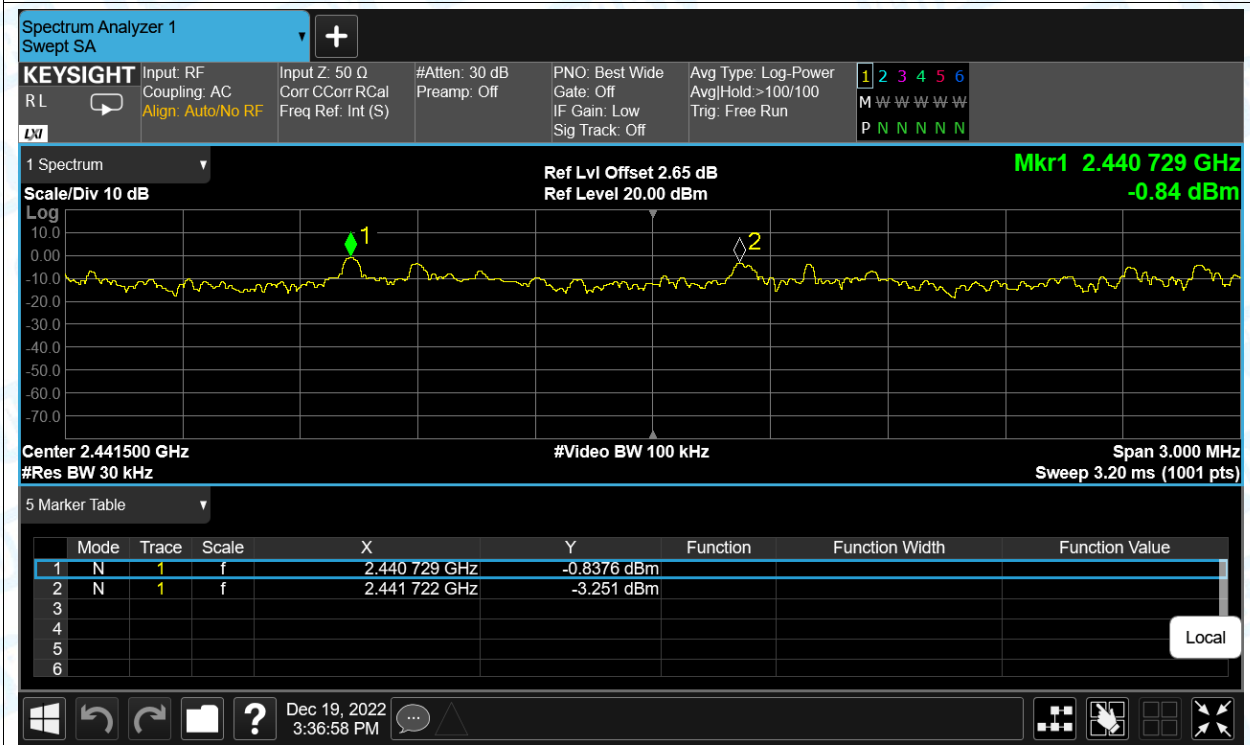 Spectrum Analyzer 1
Swept SA
+
KEYSIGHT
R L
LXI
Input: RF
Coupling: AC
Align: Auto/No RF
Input Z: 50 Ω
Corr CCorr RCal
Freq Ref: Int (S)
#Atten: 30 dB
Preamp: Off
PNO: Best Wide
Gate: Off
IF Gain: Low
Sig Track: Off
Avg Type: Log-Power
Avg|Hold:>100/100
Trig: Free Run
1 2 3 4 5 6
M W W W W W
P N N N N N
1 Spectrum
Scale/Div 10 dB
Ref Lvl Offset 2.65 dB
Ref Level 20.00 dBm
Mkr1 2.440 729 GHz
-0.84 dBm
Log
10.0
0.00
-10.0
-20.0
-30.0
-40.0
-50.0
-60.0
-70.0
1
2
Center 2.441500 GHz
#Res BW 30 kHz
#Video BW 100 kHz
Span 3.000 MHz
Sweep 3.20 ms (1001 pts)
5 Marker Table
Mode Trace Scale X Y Function Function Width Function Value
1 N 1 f 2.440 729 GHz -0.8376 dBm
2 N 1 f 2.441 722 GHz -3.251 dBm
3
4
5
6
Local
?
Dec 19, 2022
3:36:58 PM